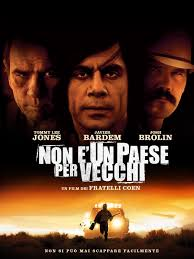 TOMMY LEE JONES
JAVIER BARDEM
JOSH BROLIN
NON E' UN PAESE
PER VECCHI
UN FILM DEI FRATELLI COEN
NON SI PUÒ MAI SCAPPARE FACILMENTE